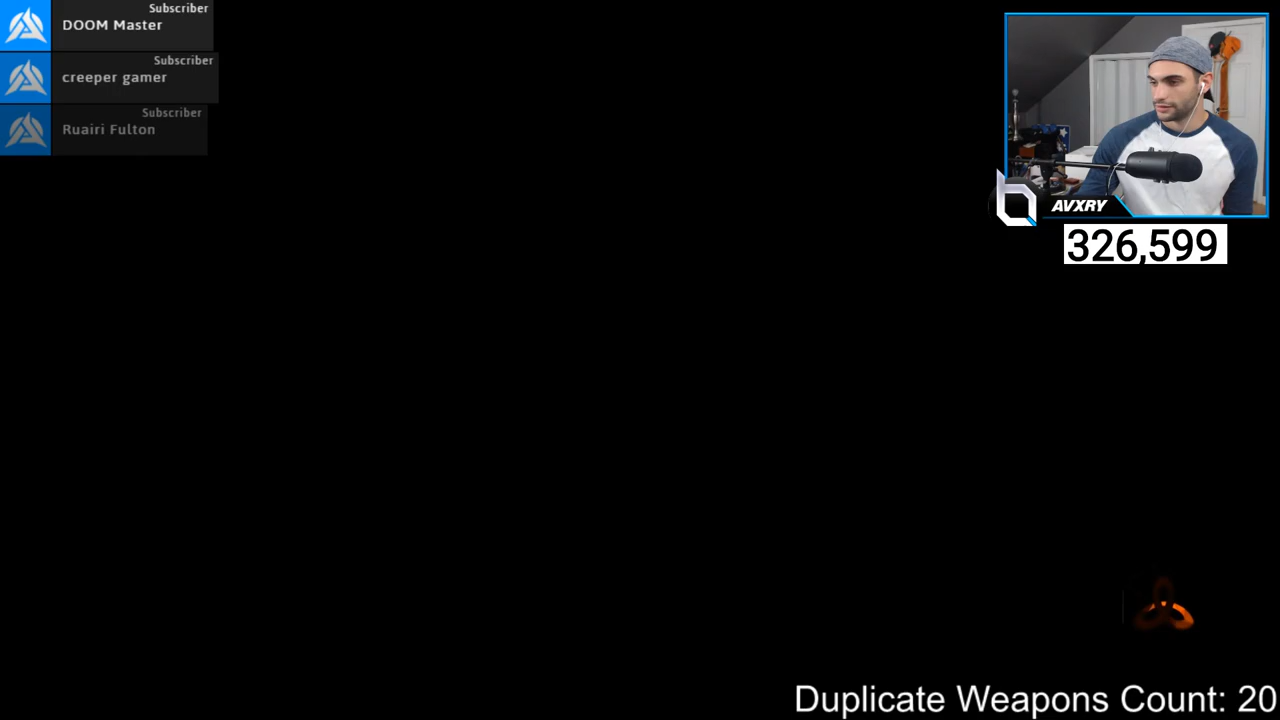 Subscriber
DOOM Master
Subscriber
creeper gamer
Subscriber
Ruairi Fulton
AVXRY
326,599
Duplicate Weapons Count: 20